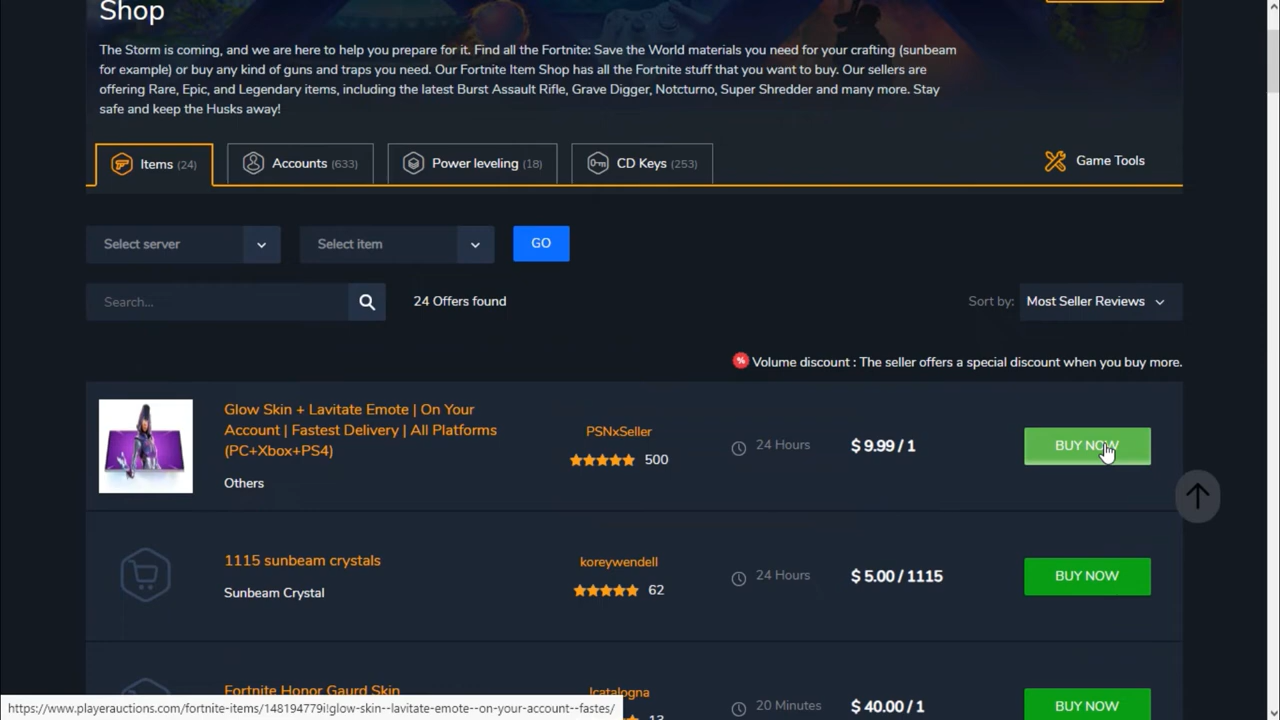 Shop
The Storm is coming, and we are here to help you prepare for it. Find all the Fortnite: Save the World materials you need for your crafting (sunbeam
for example) or buy any kind of guns and traps you need. Our Fortnite Item Shop has all the Fortnite stuff that you want to buy. Our sellers are
offering Rare, Epic, and Legendary items, including the latest Burst Assault Rifle, Grave Digger, Notcturno, Super Shredder and many more. Stay
safe and keep the Husks away!
Items (24) Accounts (633) Power leveling (18) CD Keys (253) Game Tools
Select server Select item GO
Search... 24 Offers found Sort by: Most Seller Reviews
% Volume discount : The seller offers a special discount when you buy more.
Glow Skin + Lavitate Emote | On Your
Account | Fastest Delivery | All Platforms
(PC+Xbox+PS4)
Others
PSNxSeller
500
24 Hours
$ 9.99 / 1
BUY NOW
1115 sunbeam crystals
Sunbeam Crystal
koreywendell
62
24 Hours
$ 5.00 / 1115
BUY NOW
Fortnite Honor Gaurd Skin
lcatalogna
13
20 Minutes
$ 40.00 / 1
BUY NOW
https://www.playerauctions.com/fortnite-items/148194779i!glow-skin--lavitate-emote--on-your-account--fastes/